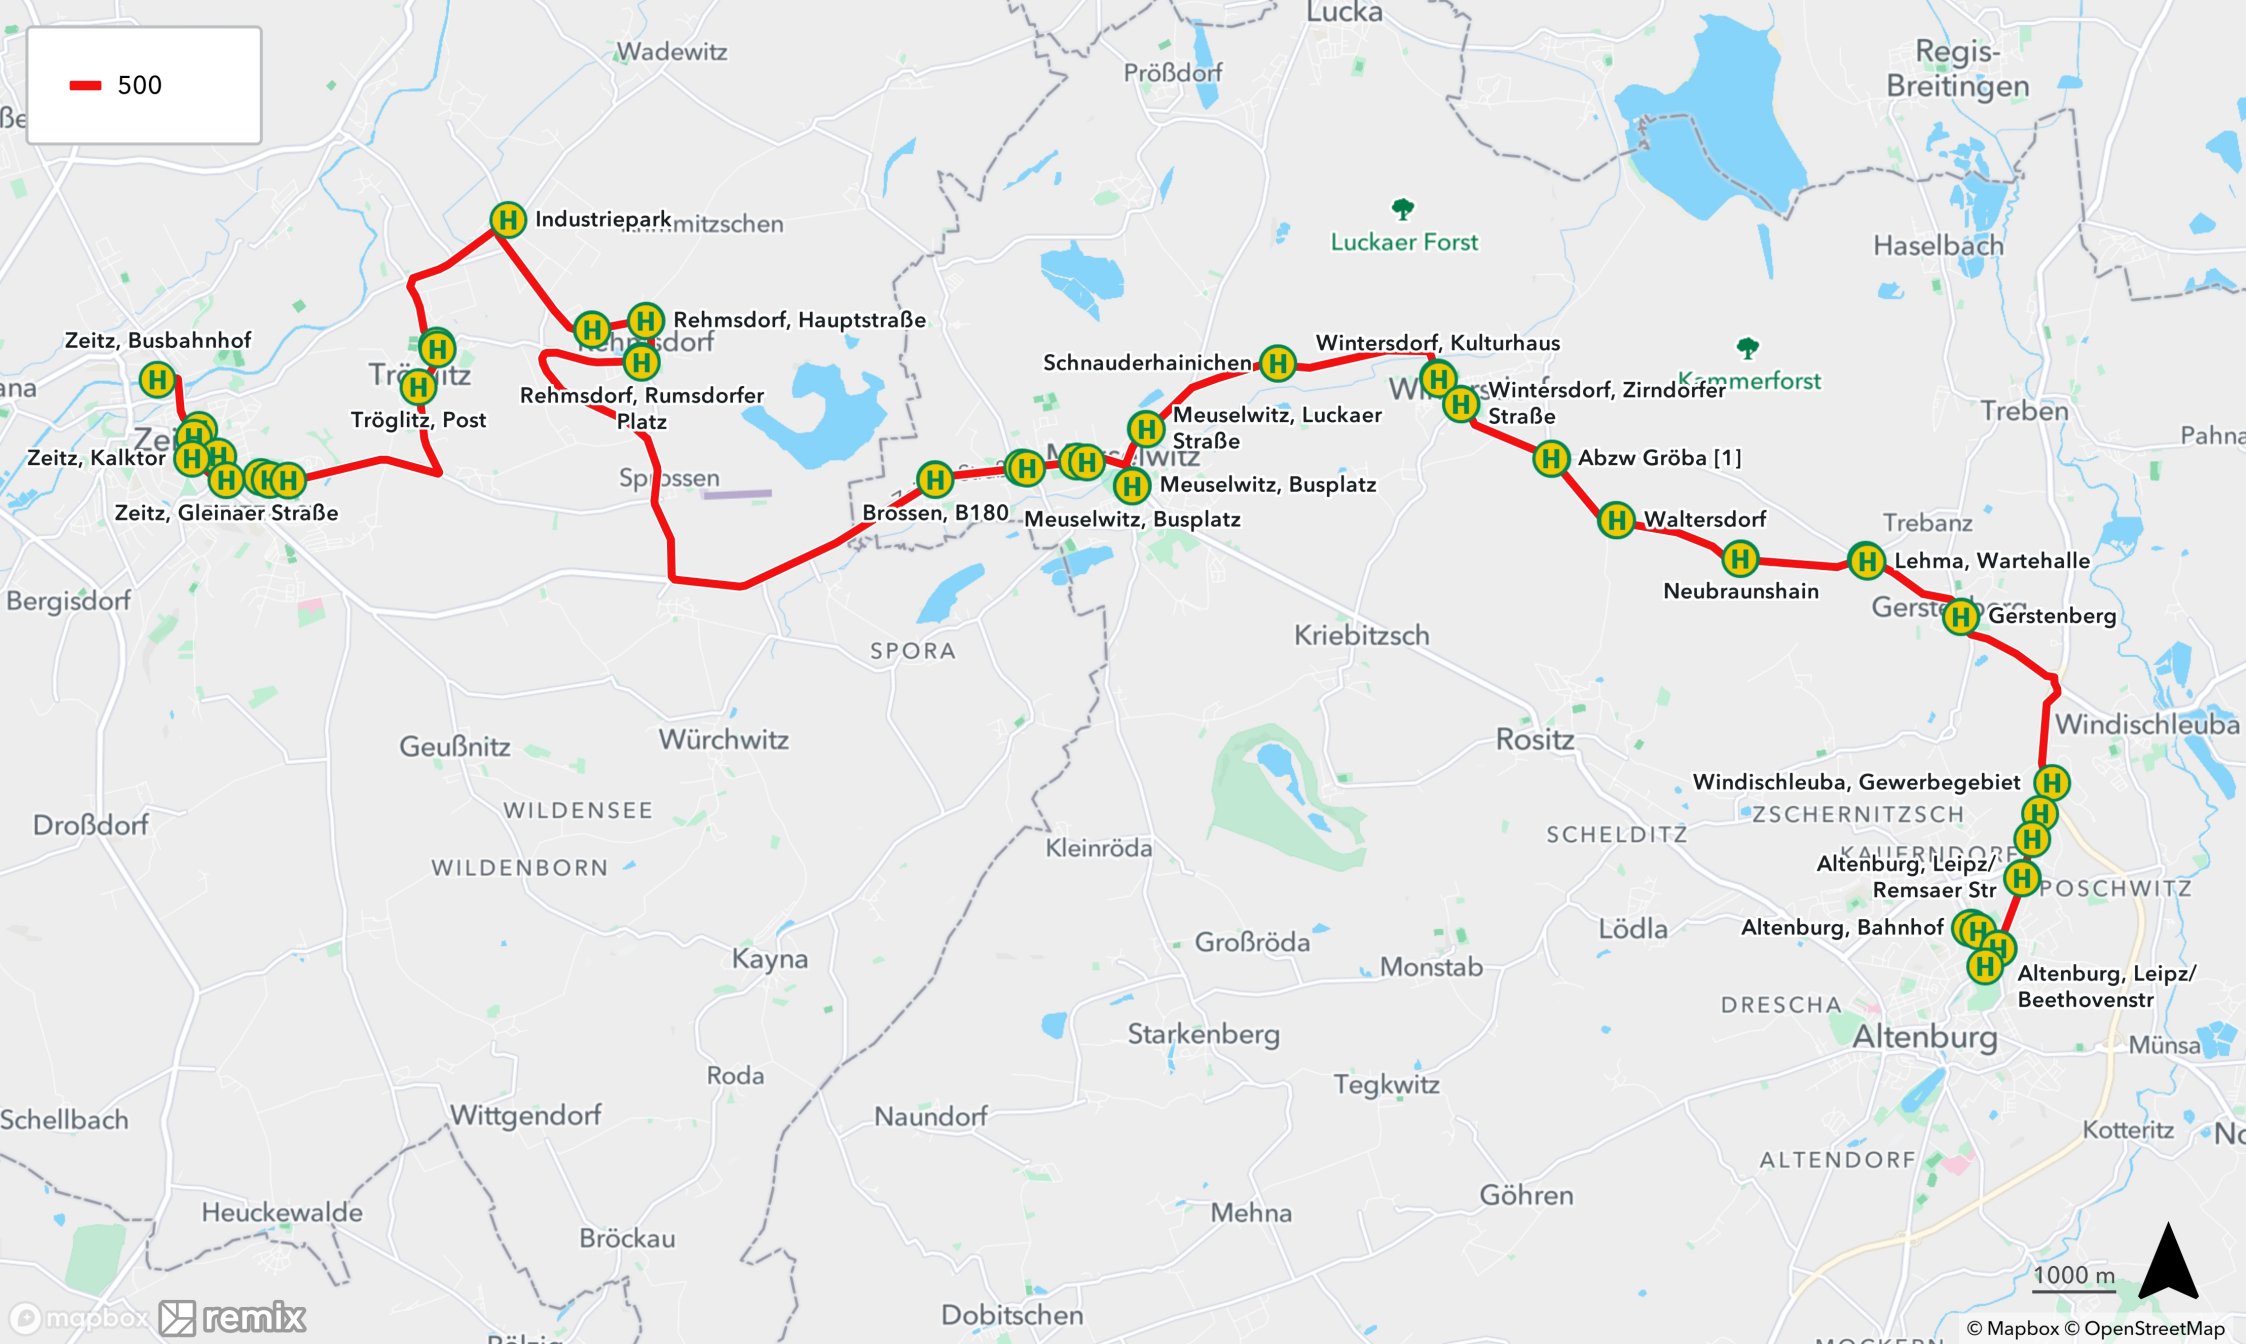 500
Wadewitz
Lucka
Prößdorf
Regis-
Breitingen
Industriepark
Luckaer Forst
Haselbach
Rehmsdorf, Hauptstraße
Zeitz, Busbahnhof
Tröglitz, Post
Rehmsdorf, Rumsdorfer
Platz
Schnauderhainichen
Wintersdorf, Kulturhaus
Wintersdorf, Zirndorfer
Straße
Kammerforst
Treben
Pahna
Zeitz, Kalktor
Meuselwitz, Luckaer
Straße
Abzw Gröba [1]
Meuselwitz, Busplatz
Zeitz, Gleinaer Straße
Sprossen
Brossen, B180
Meuselwitz, Busplatz
Waltersdorf
Trebanz
Lehma, Wartehalle
Neubraunshain
Gerstenberg
Gerstenberg
Bergisdorf
SPORA
Kriebitzsch
Geußnitz
Würchwitz
Rositz
Windischleuba
Windischleuba, Gewerbegebiet
WILDENSEE
Droßdorf
ZSCHERNITZSCH
SCHELDITZ
Kleinröda
KAUERNDORF
Altenburg, Leipz/
Remsaer Str
POSCHWITZ
WILDENBORN
Lödla
Altenburg, Bahnhof
Kayna
Großröda
Monstab
Altenburg, Leipz/
Beethovenstr
DRESCHA
Starkenberg
Altenburg
Münsa
Roda
Tegkwitz
Schellbach
Wittgendorf
Naundorf
Kotteritz
ALTENDORF
Göhren
Heuckewalde
Mehna
Bröckau
Dobitschen
1000 m
mapbox
remix
© Mapbox © OpenStreetMap